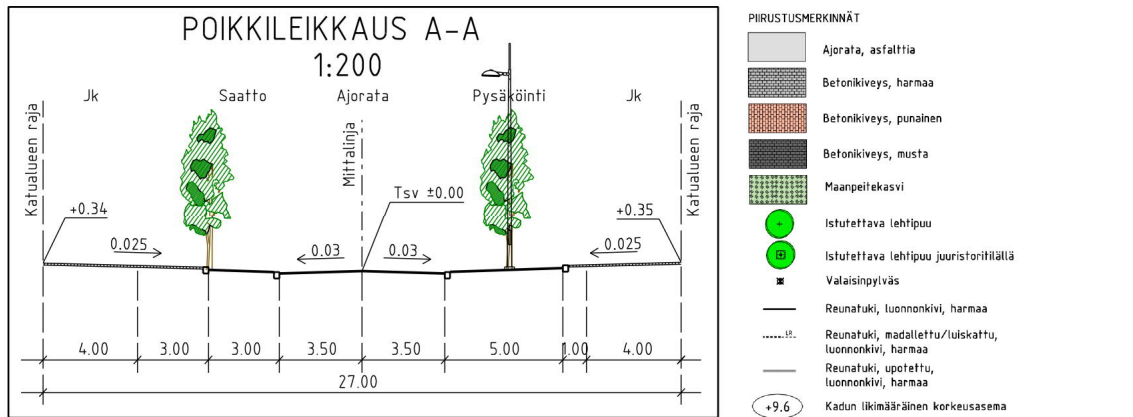 POIKKILEIKKAUS A-A
1:200
Jk
Saatto
Ajorata
Pysäköinti
Jk
Katualueen raja
Mittalinja
Katualueen raja
Tsv ±0.00
+0.34
+0.35
0.025
0.03
0.03
0.025
4.00 3.00 3.00 3.50 3.50 5.00 1.00 4.00
27.00
PIIRUSTUSMERKINNÄT
Ajorata, asfalttia
Betonikiveys, harmaa
Betonikiveys, punainen
Betonikiveys, musta
Maanpeitekasvi
Istutettava lehtipuu
Istutettava lehtipuu juuristoritilällä
Valaisinpylväs
Reunatuki, luonnonkivi, harmaa
LR
Reunatuki, madallettu/luiskattu,
luonnonkivi, harmaa
Reunatuki, upotettu,
luonnonkivi, harmaa
+9.6
Kadun likimääräinen korkeusasema